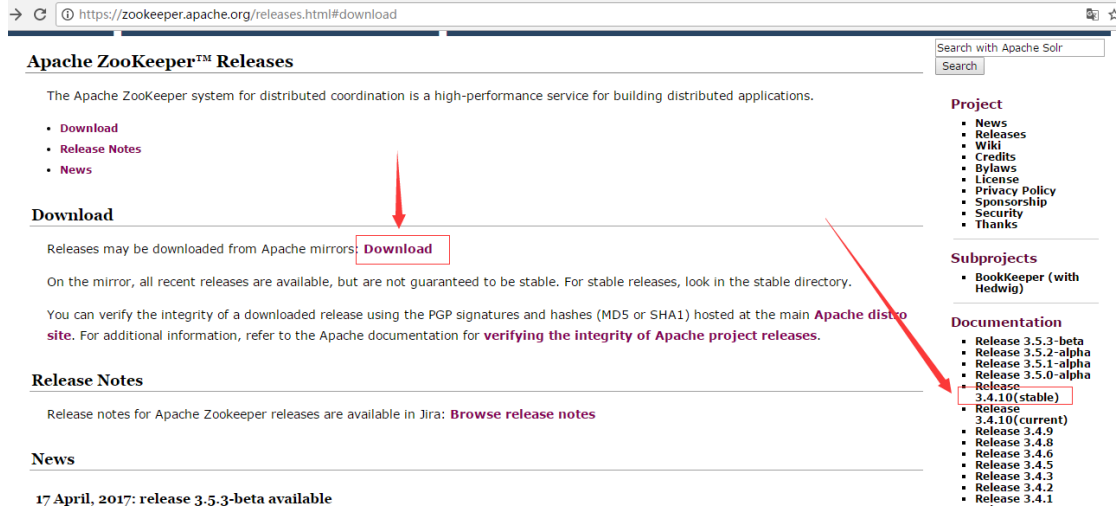 https://zookeeper.apache.org/releases.html#download
Apache ZooKeeper™ Releases
The Apache ZooKeeper system for distributed coordination is a high-performance service for building distributed applications.
Download
Release Notes
News
Download
Releases may be downloaded from Apache mirrors: Download
On the mirror, all recent releases are available, but are not guaranteed to be stable. For stable releases, look in the stable directory.
You can verify the integrity of a downloaded release using the PGP signatures and hashes (MD5 or SHA1) hosted at the main Apache distro
site. For additional information, refer to the Apache documentation for verifying the integrity of Apache project releases.
Release Notes
Release notes for Apache Zookeeper releases are available in Jira: Browse release notes
News
17 April, 2017: release 3.5.3-beta available
Search with Apache Solr
Search
Project
News
Releases
Wiki
Credits
Bylaws
License
Privacy Policy
Sponsorship
Security
Thanks
Subprojects
BookKeeper (with
Hedwig)
Documentation
Release 3.5.3-beta
Release 3.5.2-alpha
Release 3.5.1-alpha
Release 3.5.0-alpha
Release
3.4.10(stable)
Release
3.4.10(current)
Release 3.4.9
Release 3.4.8
Release 3.4.6
Release 3.4.5
Release 3.4.3
Release 3.4.2
Release 3.4.1